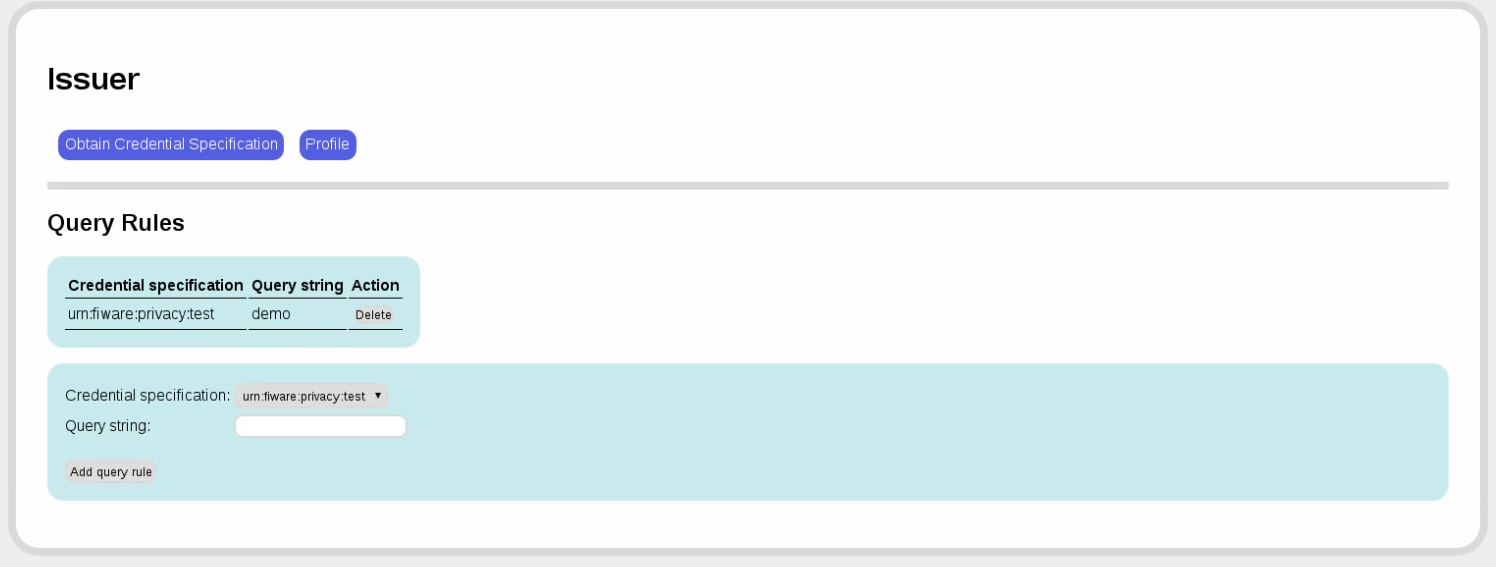 Issuer
Obtain Credential Specification Profile
Query Rules
Credential specification Query string Action
urn:fiware:privacy:test demo Delete
Credential specification: urn:fiware:privacy:test ▼
Query string:
Add query rule